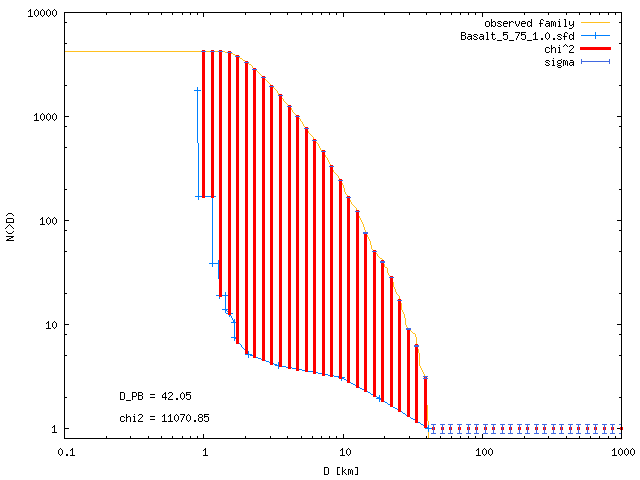 10000
1000
100
10
1
N(>D)
observed family
Basalt_5_75_1.0.sfd
chi^2
sigma
D_PB = 42.05
chi2 = 11070.85
0.1 1 10 100 1000
D [km]